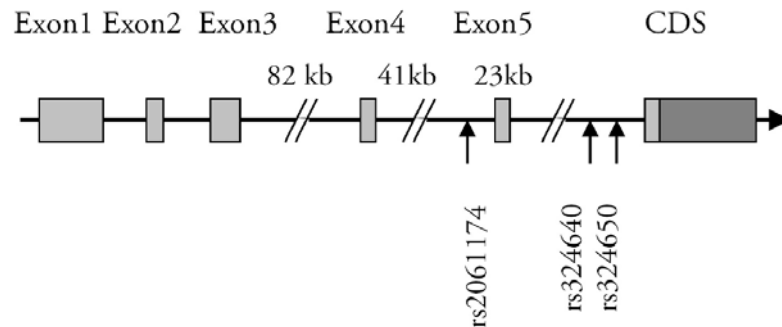 Exon1 Exon2 Exon3 Exon4 Exon5 CDS
82 kb 41kb 23kb
rs2061174
rs324640
rs324650